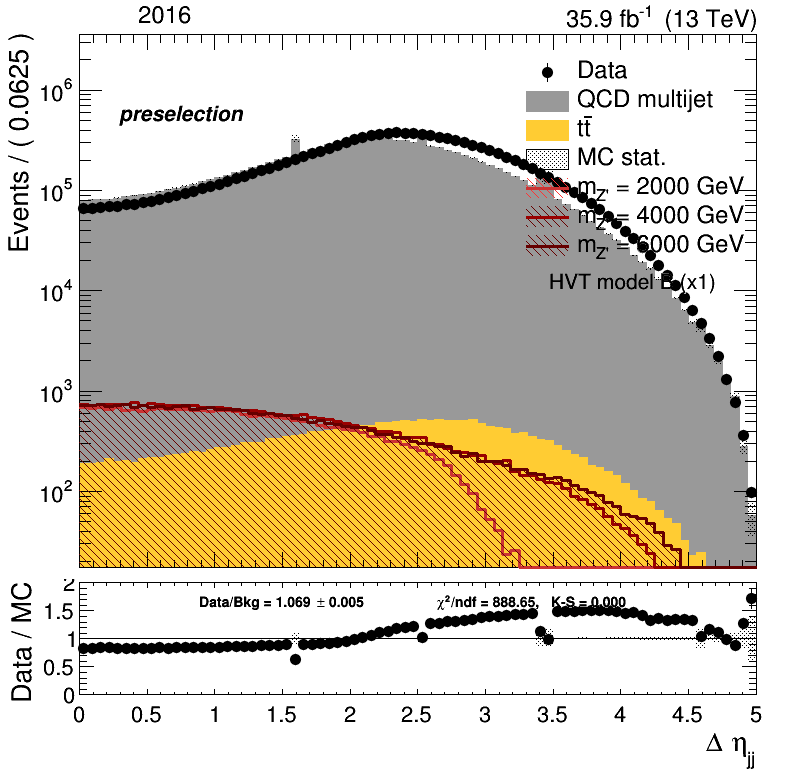 2016
35.9 fb⁻¹ (13 TeV)
Events / ( 0.0625 )
preselection
Data
QCD multijet
tt̄
MC stat.
m_Z' = 2000 GeV
m_Z' = 4000 GeV
m_Z' = 6000 GeV
HVT model B (x1)
10⁶
10⁵
10⁴
10³
10²
Data / MC
Data/Bkg = 1.069 ± 0.005
χ²/ndf = 888.65, K-S = 0.000
2
1.5
1
0.5
0
0 0.5 1 1.5 2 2.5 3 3.5 4 4.5 5
Δ η_jj